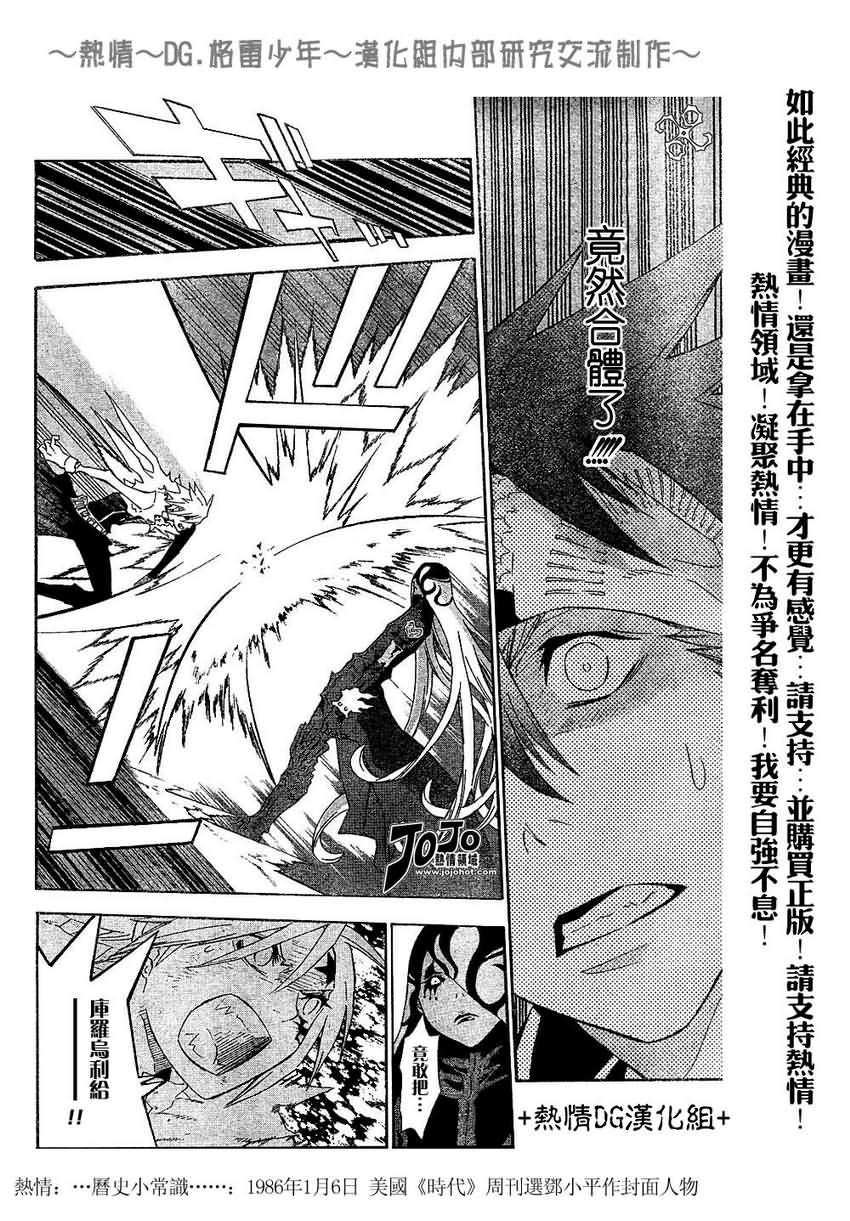 ～熱情～DG.格雷少年～漢化組內部研究交流制作～
如此經典的漫畫！還是拿在手中…才更有感覺…請支持…並購買正版！請支持熱情！
熱情領域！凝聚熱情！不為爭名奪利！我要自強不息！
竟然合體了!!!!!
ギギ
ドドド
JOJO
熱情領域
www.jojohot.com
竟敢把…
——庫羅烏利給!!
+熱情DG漢化組+
熱情：…曆史小常識……：1986年1月6日 美國《時代》周刊選鄧小平作封面人物